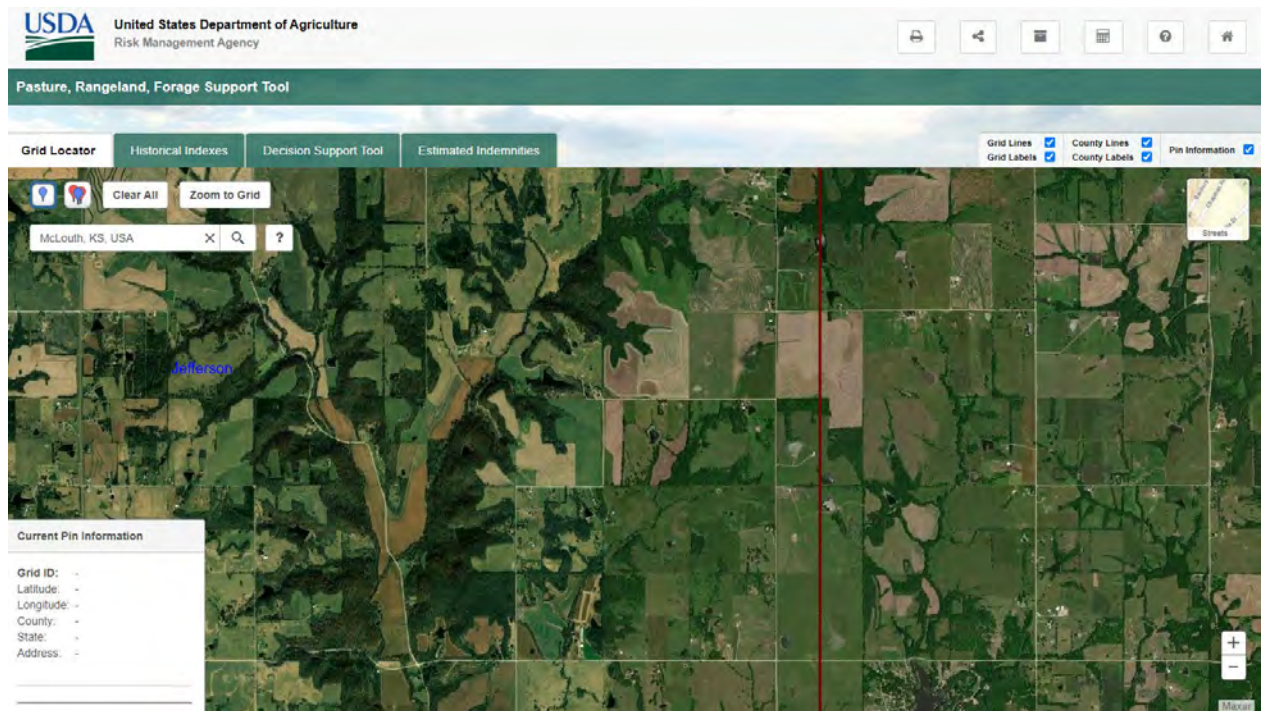 USDA
United States Department of Agriculture
Risk Management Agency
Pasture, Rangeland, Forage Support Tool
Grid Locator
Historical Indexes
Decision Support Tool
Estimated Indemnities
Grid Lines
County Lines
Pin Information
Grid Labels
County Labels
Clear All
Zoom to Grid
McLouth, KS, USA
?
Streets
Jefferson
Current Pin Information
Grid ID: -
Latitude: -
Longitude: -
County: -
State: -
Address: -
+
−
Maxar